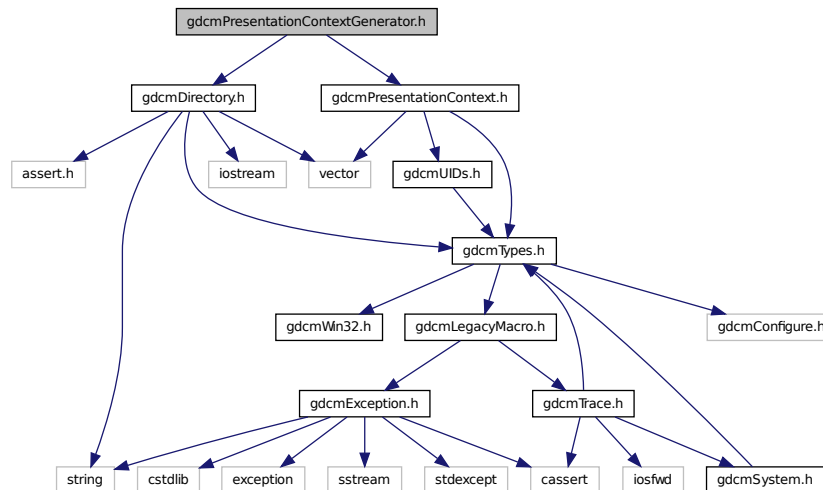 gdcmPresentationContextGenerator.h
gdcmDirectory.h
gdcmPresentationContext.h
assert.h
iostream
vector
gdcmUIDs.h
gdcmTypes.h
gdcmWin32.h
gdcmLegacyMacro.h
gdcmConfigure.h
gdcmException.h
gdcmTrace.h
string
cstdlib
exception
sstream
stdexcept
cassert
iosfwd
gdcmSystem.h